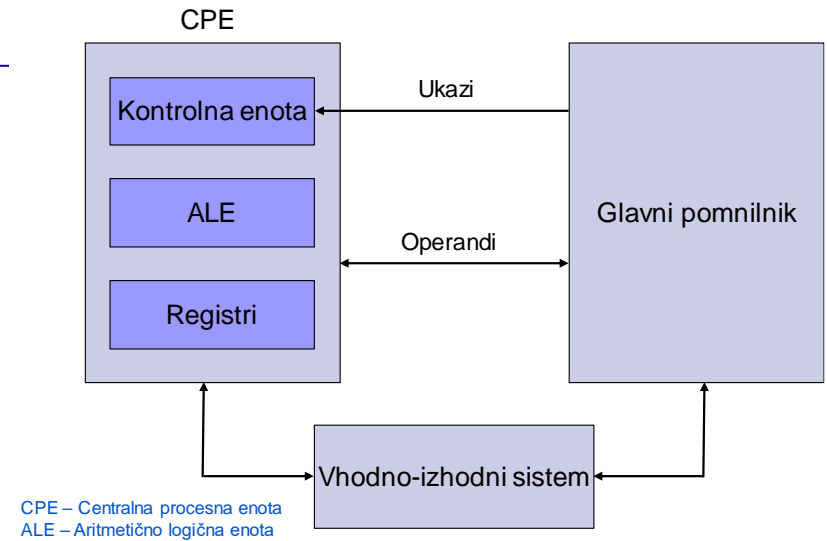 CPE
Kontrolna enota
Ukazi
ALE
Glavni pomnilnik
Operandi
Registri
Vhodno-izhodni sistem
CPE – Centralna procesna enota
ALE – Aritmetično logična enota